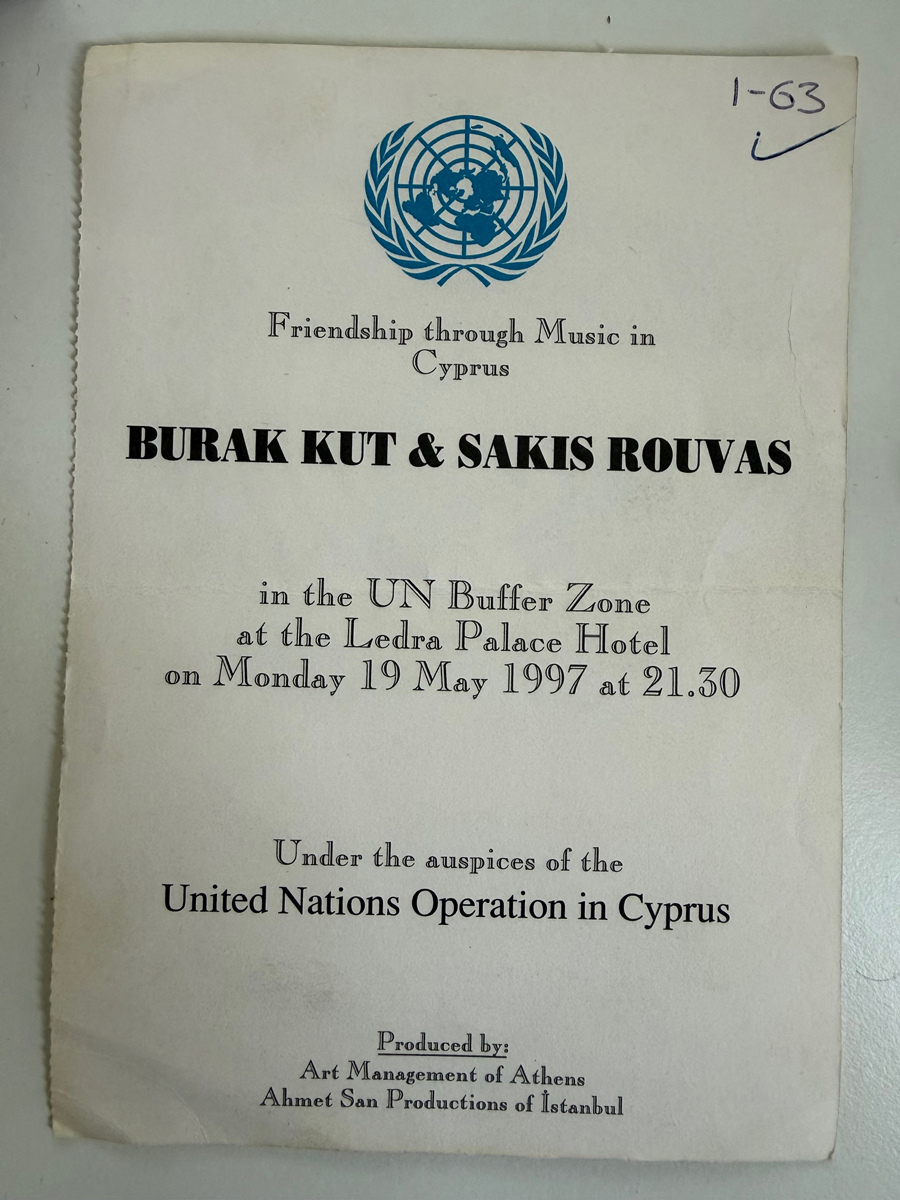 1-63
Friendship through Music in
Cyprus
BURAK KUT & SAKIS ROUVAS
in the UN Buffer Zone
at the Ledra Palace Hotel
on Monday 19 May 1997 at 21.30
Under the auspices of the
United Nations Operation in Cyprus
Produced by:
Art Management of Athens
Ahmet San Productions of İstanbul